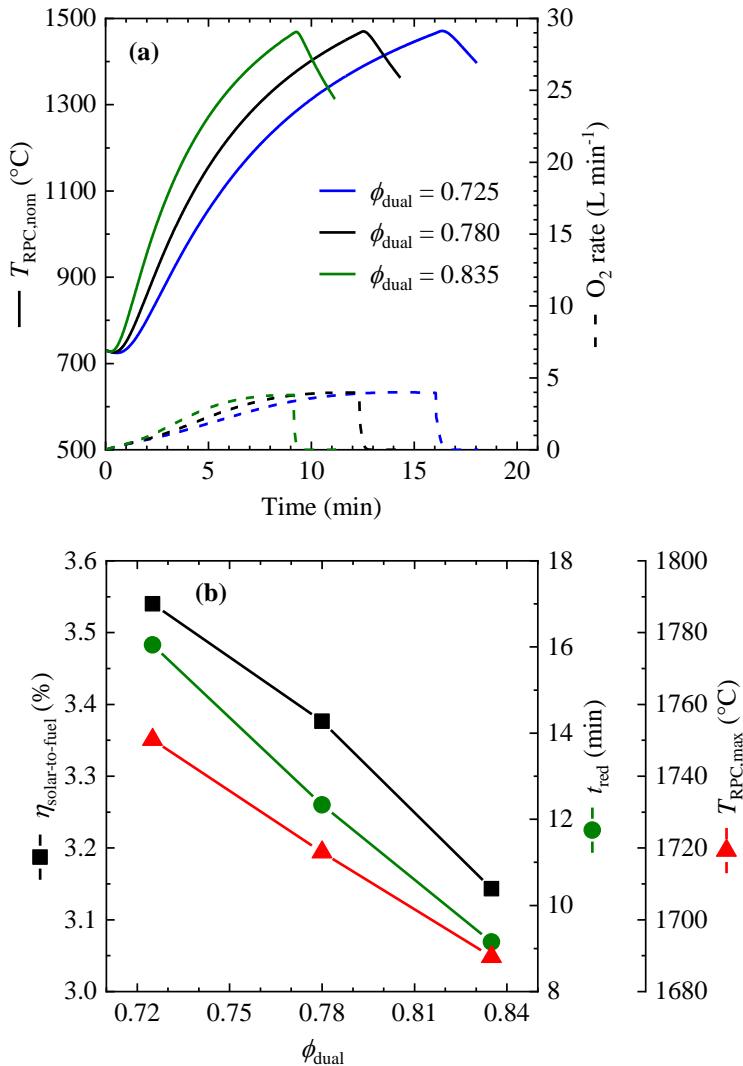 (a)
1500
1300
1100
900
700
500
T_RPC,nom (°C)
ϕ_dual = 0.725
ϕ_dual = 0.780
ϕ_dual = 0.835
30
25
20
15
10
5
0
O₂ rate (L min⁻¹)
0 5 10 15 20
Time (min)
(b)
3.6
3.5
3.4
3.3
3.2
3.1
3.0
η_solar-to-fuel (%)
18
16
14
12
10
8
t_red (min)
1800
1780
1760
1740
1720
1700
1680
T_RPC.max (°C)
0.72 0.75 0.78 0.81 0.84
ϕ_dual